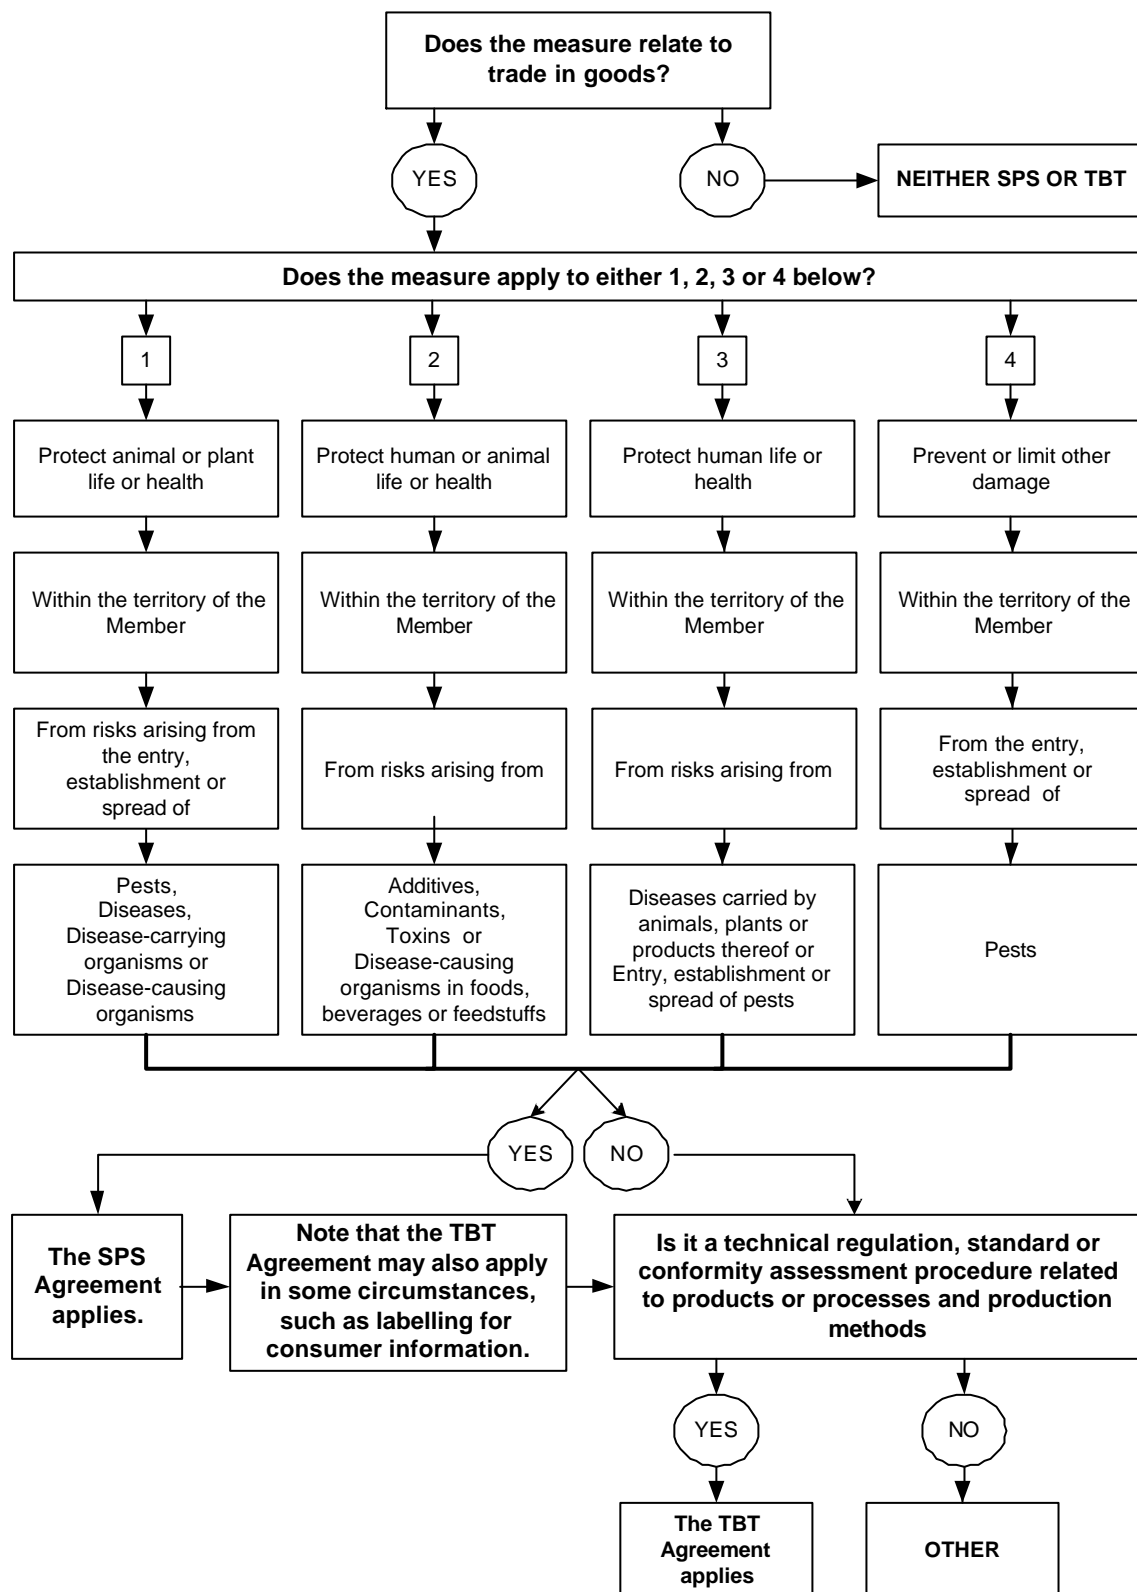 Does the measure relate to
trade in goods?
YES
NO
NEITHER SPS OR TBT
Does the measure apply to either 1, 2, 3 or 4 below?
1
2
3
4
Protect animal or plant
life or health
Protect human or animal
life or health
Protect human life or
health
Prevent or limit other
damage
Within the territory of the
Member
Within the territory of the
Member
Within the territory of the
Member
Within the territory of the
Member
From risks arising from
the entry,
establishment or
spread of
From risks arising from
From risks arising from
From the entry,
establishment or
spread of
Pests,
Diseases,
Disease-carrying
organisms or
Disease-causing
organisms
Additives,
Contaminants,
Toxins or
Disease-causing
organisms in foods,
beverages or feedstuffs
Diseases carried by
animals, plants or
products thereof or
Entry, establishment or
spread of pests
Pests
YES
NO
The SPS
Agreement
applies.
Note that the TBT
Agreement may also apply
in some circumstances,
such as labelling for
consumer information.
Is it a technical regulation, standard or
conformity assessment procedure related
to products or processes and production
methods
YES
NO
The TBT
Agreement
applies
OTHER